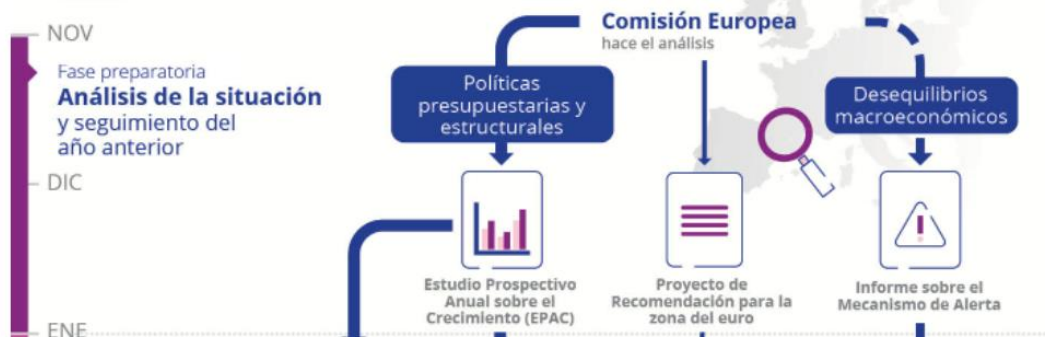 NOV
Fase preparatoria
Análisis de la situación
y seguimiento del
año anterior
DIC
ENE
Comisión Europea
hace el análisis
Políticas
presupuestarias y
estructurales
Desequilibrios
macroeconómicos
Estudio Prospectivo
Anual sobre el
Crecimiento (EPAC)
Proyecto de
Recomendación para la
zona del euro
Informe sobre el
Mecanismo de Alerta